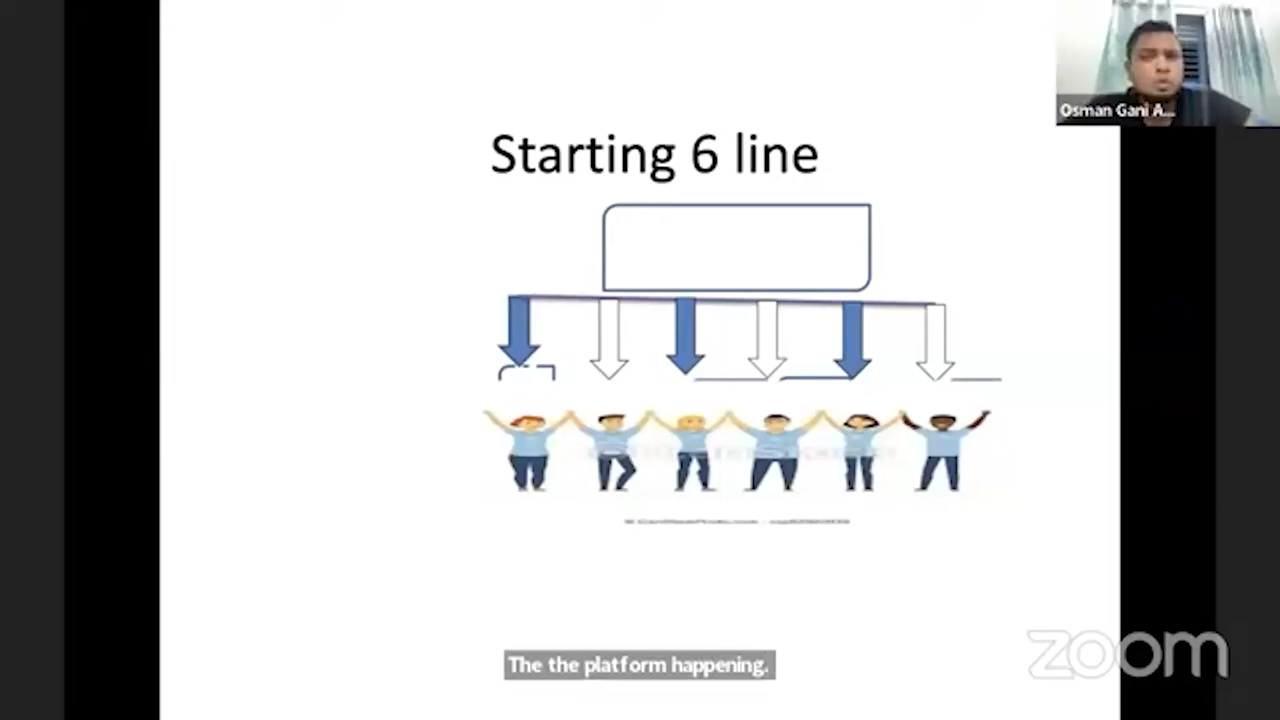 Osman Gani A...
Starting 6 line
The the platform happening.
zoom